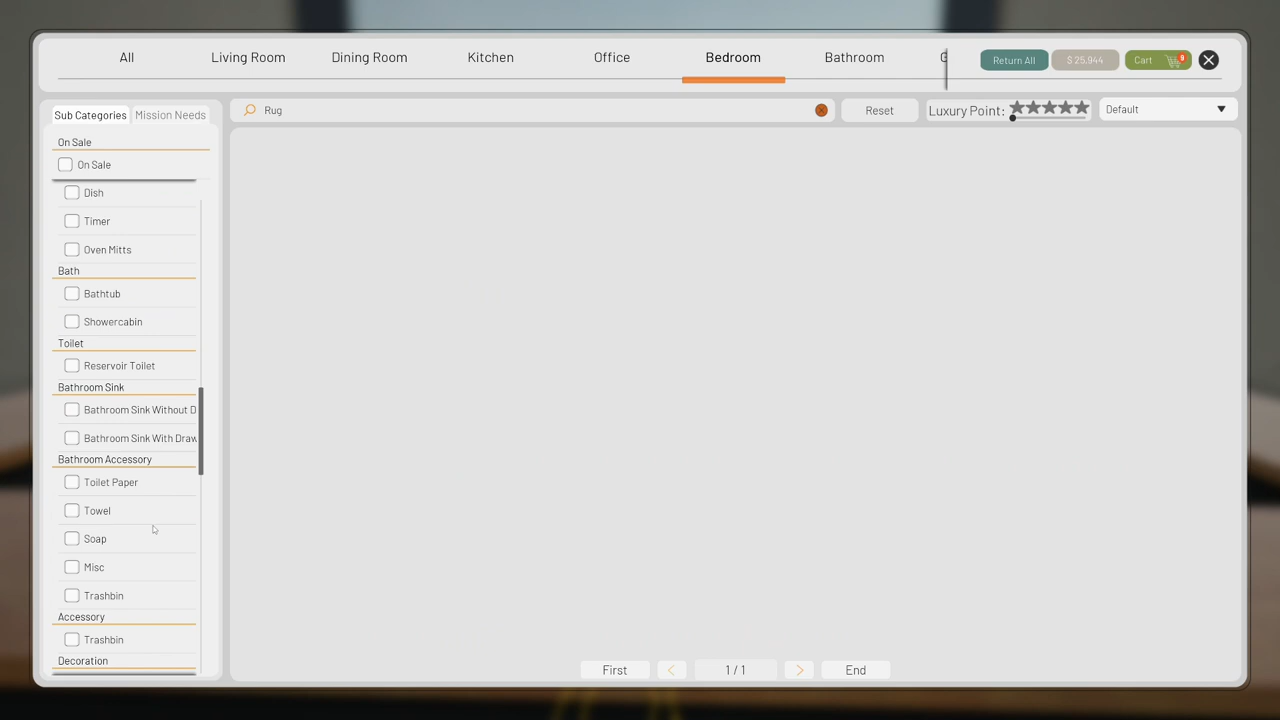 All
Living Room
Dining Room
Kitchen
Office
Bedroom
Bathroom
Return All
$ 25,944
Cart
9
Sub Categories
Mission Needs
Rug
Reset
Luxury Point:
Default
On Sale
On Sale
Dish
Timer
Oven Mitts
Bath
Bathtub
Showercabin
Toilet
Reservoir Toilet
Bathroom Sink
Bathroom Sink Without D
Bathroom Sink With Draw
Bathroom Accessory
Toilet Paper
Towel
Soap
Misc
Trashbin
Accessory
Trashbin
Decoration
First
<
1 / 1
>
End